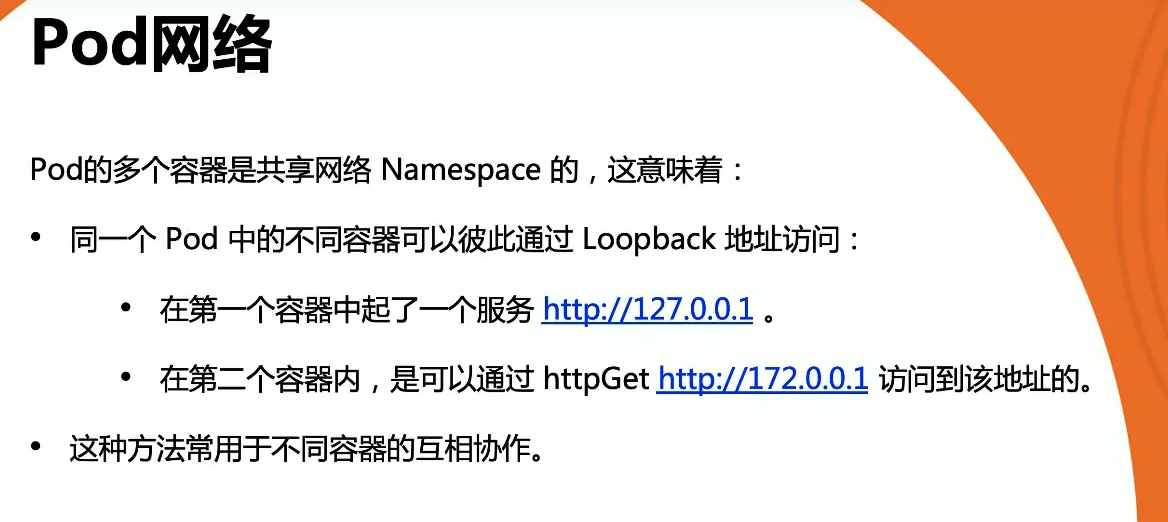 Pod网络
Pod的多个容器是共享网络 Namespace 的，这意味着：
• 同一个 Pod 中的不同容器可以彼此通过 Loopback 地址访问：
• 在第一个容器中起了一个服务 http://127.0.0.1 。
• 在第二个容器内，是可以通过 httpGet http://172.0.0.1 访问到该地址的。
• 这种方法常用于不同容器的互相协作。